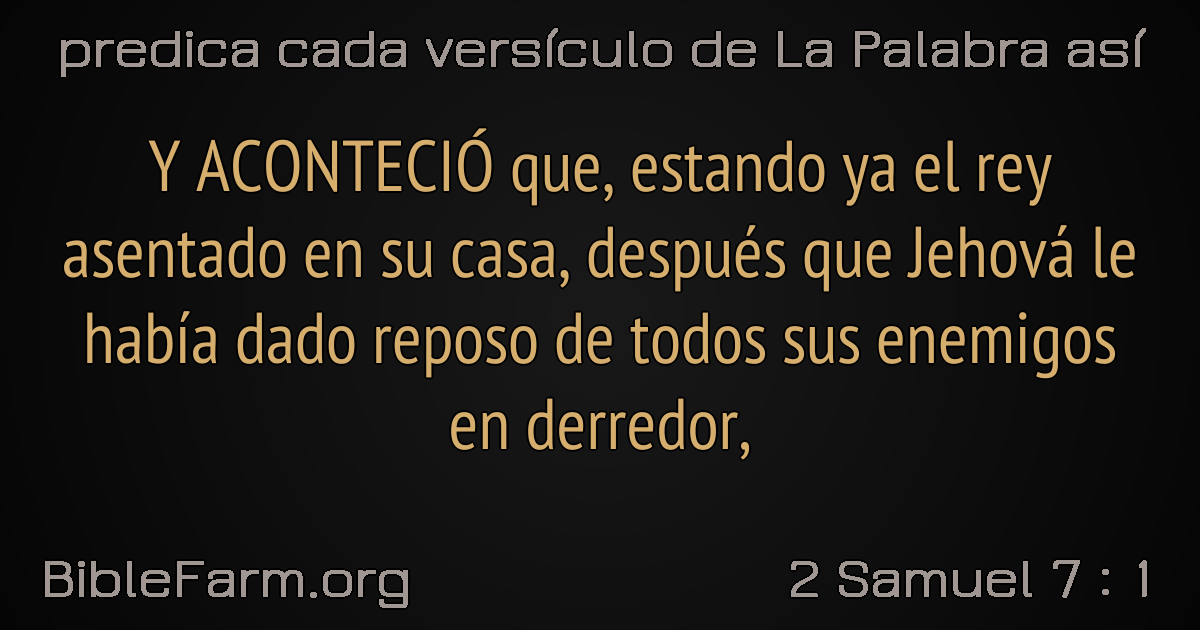 predica cada versículo de La Palabra así
Y ACONTECIÓ que, estando ya el rey
asentado en su casa, después que Jehová le
había dado reposo de todos sus enemigos
en derredor,
BibleFarm.org
2 Samuel 7 : 1